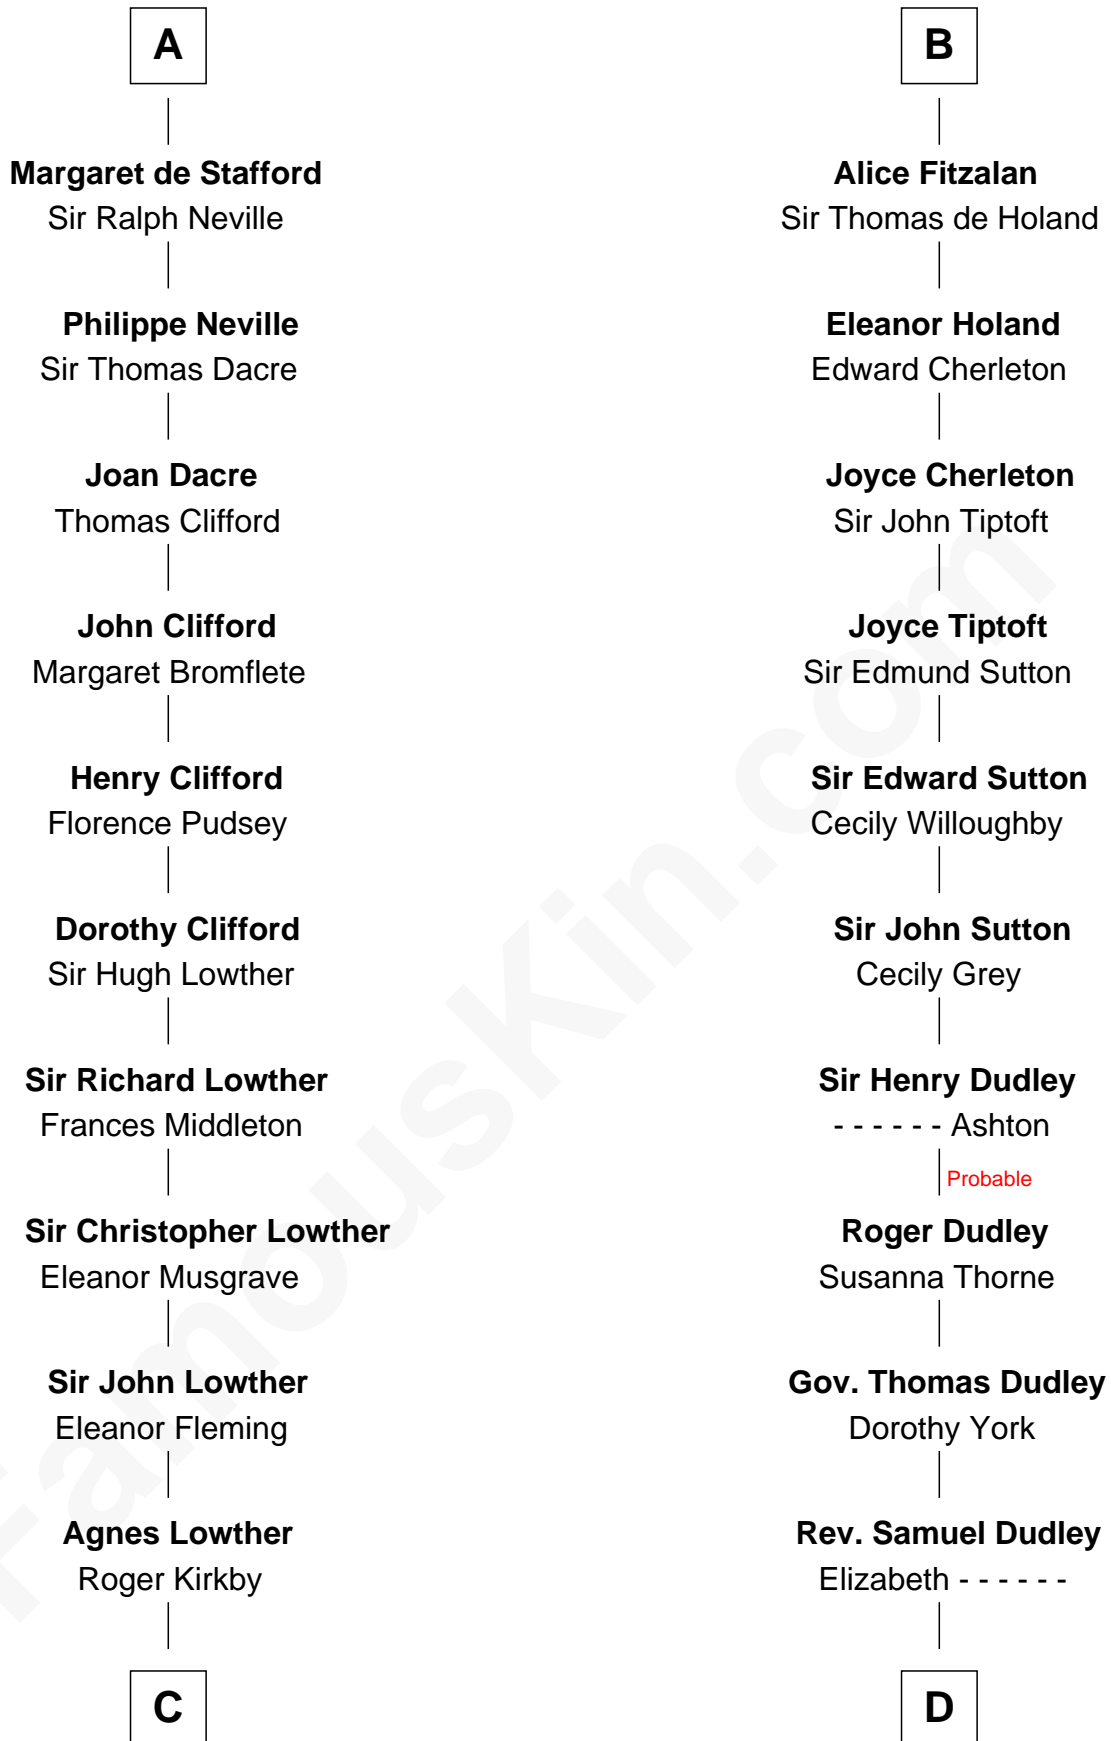 A
Margaret de Stafford
Sir Ralph Neville
Philippe Neville
Sir Thomas Dacre
Joan Dacre
Thomas Clifford
John Clifford
Margaret Bromflete
Henry Clifford
Florence Pudsey
Dorothy Clifford
Sir Hugh Lowther
Sir Richard Lowther
Frances Middleton
Sir Christopher Lowther
Eleanor Musgrave
Sir John Lowther
Eleanor Fleming
Agnes Lowther
Roger Kirkby
C
B
Alice Fitzalan
Sir Thomas de Holand
Eleanor Holand
Edward Cherleton
Joyce Cherleton
Sir John Tiptoft
Joyce Tiptoft
Sir Edmund Sutton
Sir Edward Sutton
Cecily Willoughby
Sir John Sutton
Cecily Grey
Sir Henry Dudley
- - - - - - Ashton
Probable
Roger Dudley
Susanna Thorne
Gov. Thomas Dudley
Dorothy York
Rev. Samuel Dudley
Elizabeth - - - - - -
D
FamousKin.com